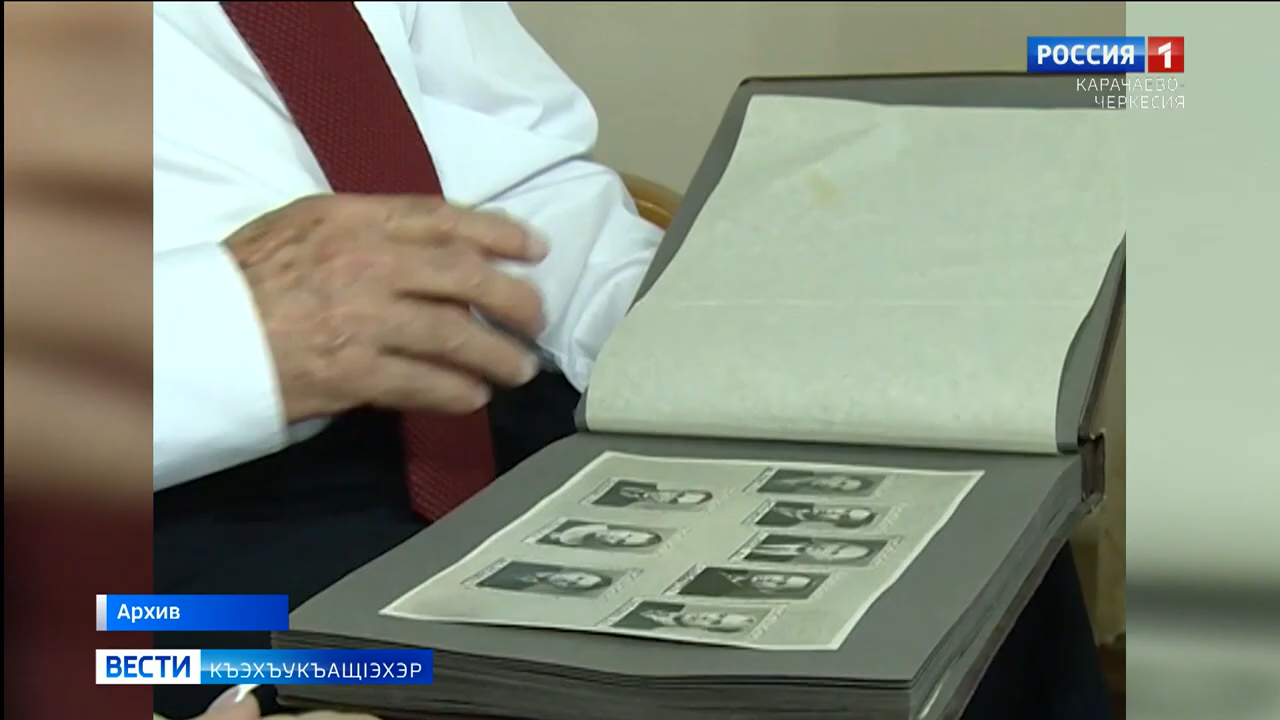 РОССИЯ 1
КАРАЧАЕВО-
ЧЕРКЕСИЯ
Архив
ВЕСТИ КЪЭХЪУКЪАЩІЭХЭР